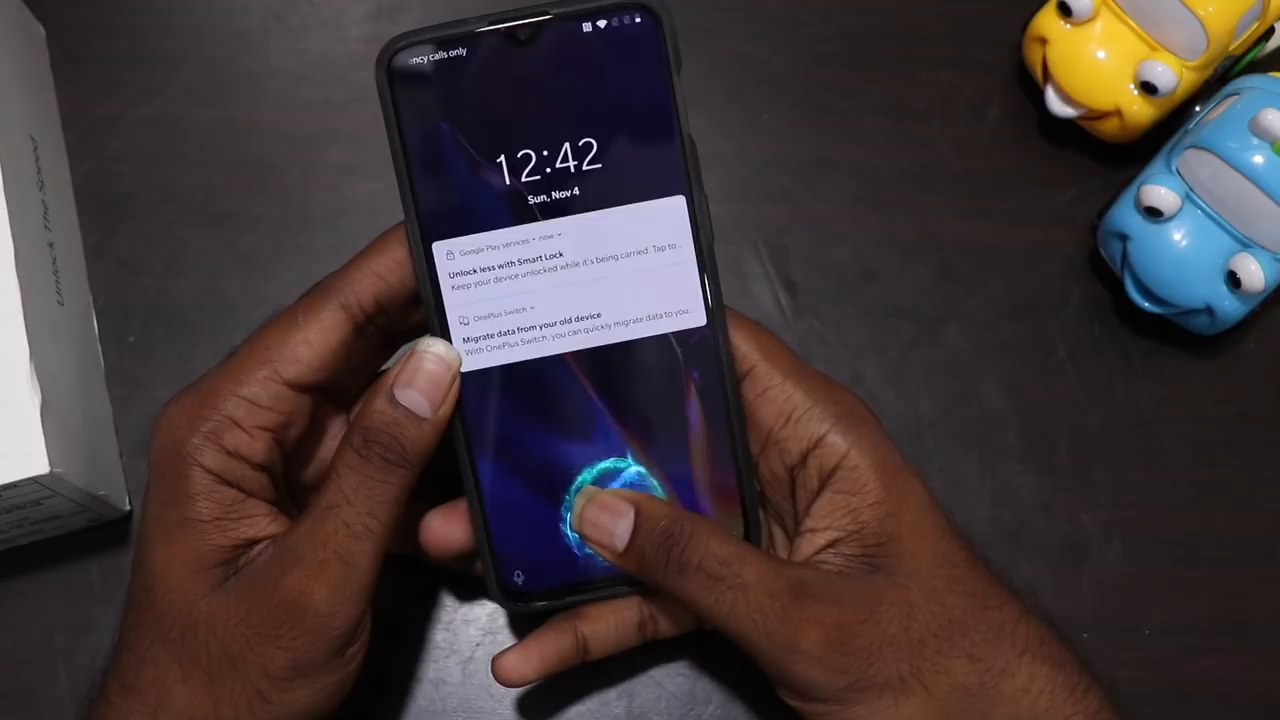 Unlock The Speed
ency calls only
12:42
Sun, Nov 4
Google Play services • now
Unlock less with Smart Lock
Keep your device unlocked while it's being carried. Tap to ..
OnePlus Switch
Migrate data from your old device
With OnePlus Switch, you can quickly migrate data to you..